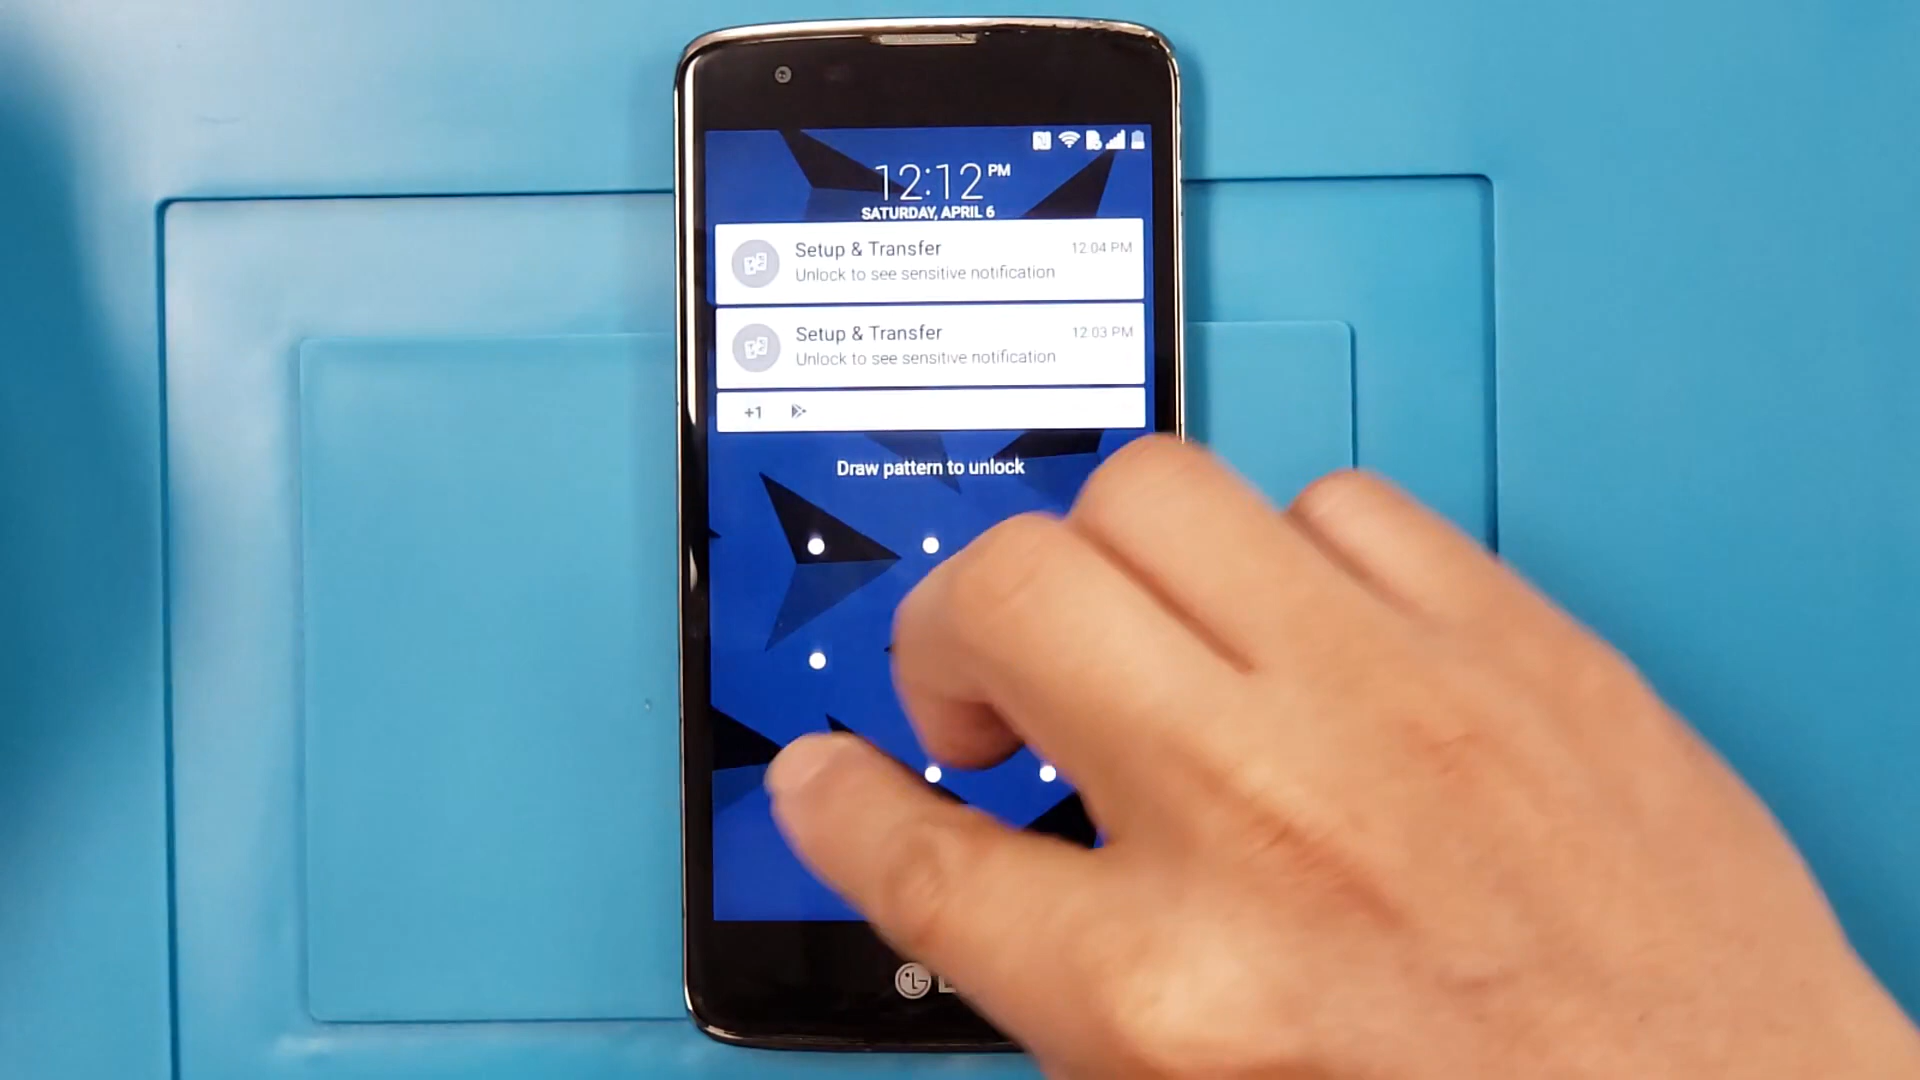 12:12 PM
SATURDAY, APRIL 6
Setup & Transfer 12:04 PM
Unlock to see sensitive notification
Setup & Transfer 12:03 PM
Unlock to see sensitive notification
+1
Draw pattern to unlock
LG